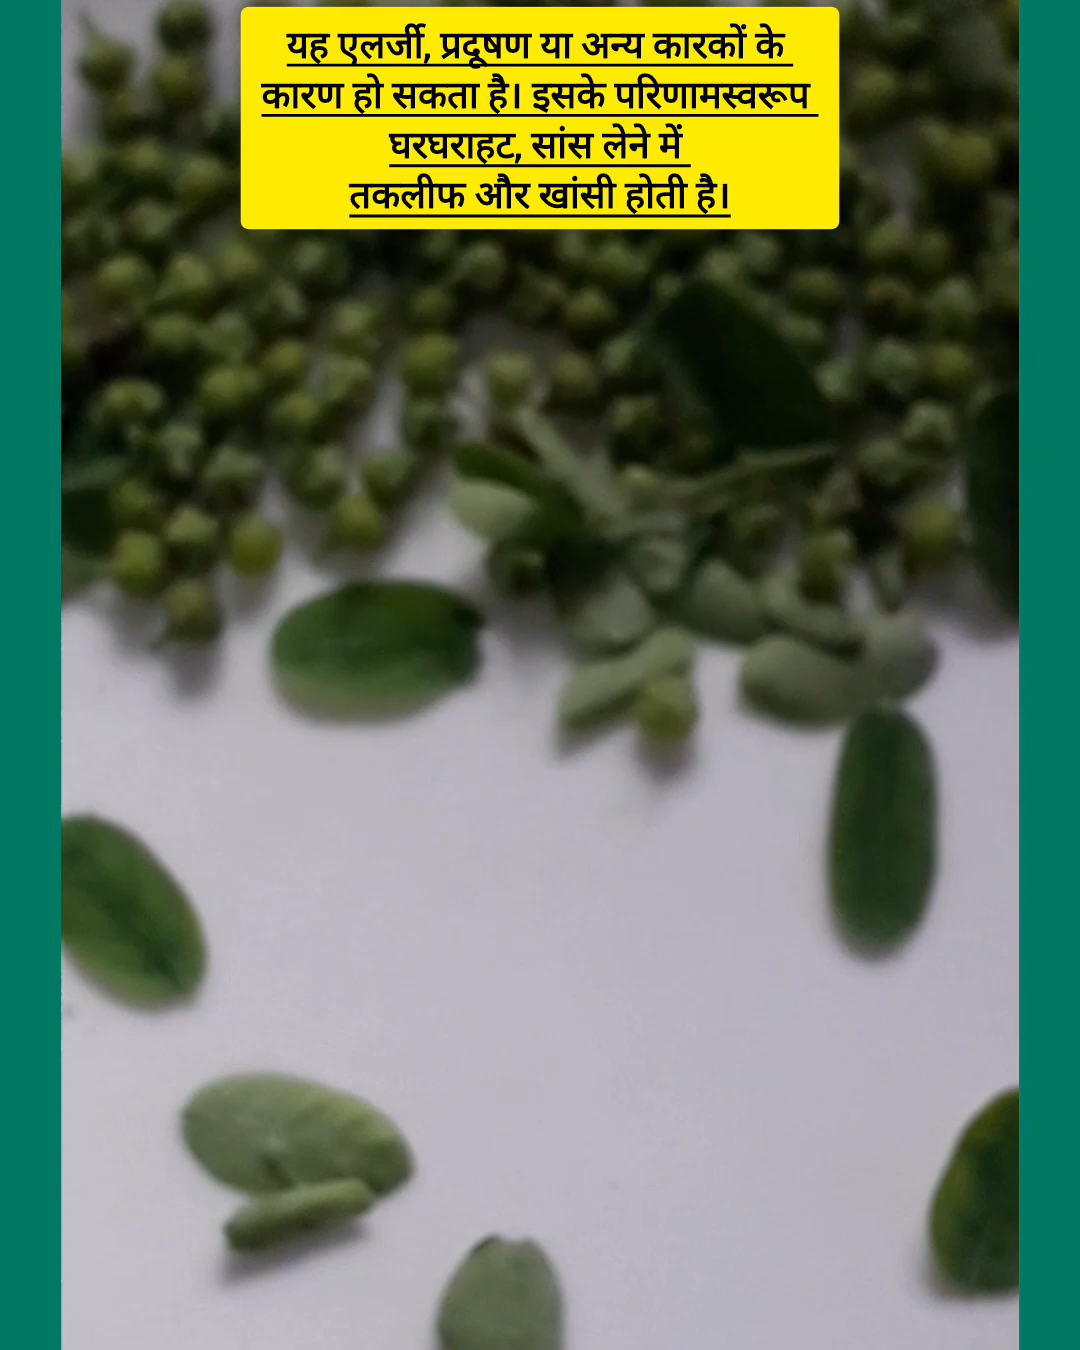 यह एलर्जी, प्रदूषण या अन्य कारकों के
कारण हो सकता है। इसके परिणामस्वरूप
घरघराहट, सांस लेने में
तकलीफ और खांसी होती है।